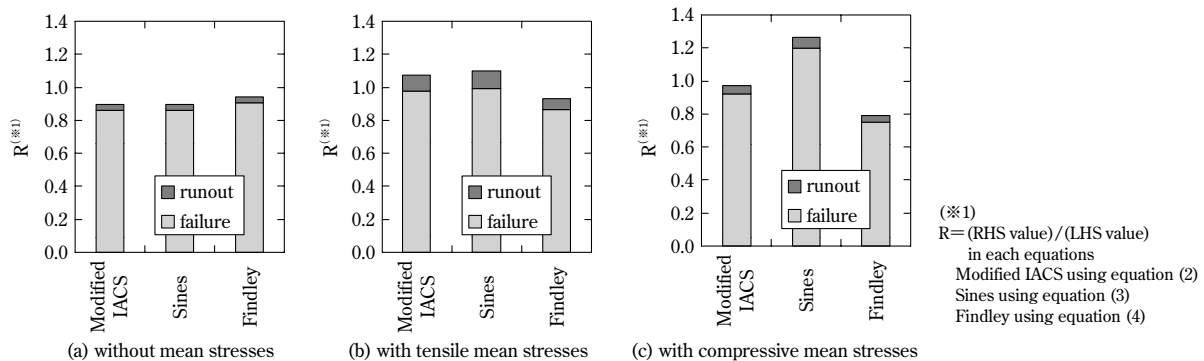 1.4
1.2
1.0
0.8
0.6
0.4
0.2
0.0
R(※1)
runout
failure
Modified IACS
Sines
Findley
(a) without mean stresses
1.4
1.2
1.0
0.8
0.6
0.4
0.2
0.0
R(※1)
runout
failure
Modified IACS
Sines
Findley
(b) with tensile mean stresses
1.4
1.2
1.0
0.8
0.6
0.4
0.2
0.0
R(※1)
runout
failure
Modified IACS
Sines
Findley
(c) with compressive mean stresses
(※1)
R=(RHS value)/(LHS value)
in each equations
Modified IACS using equation (2)
Sines using equation (3)
Findley using equation (4)